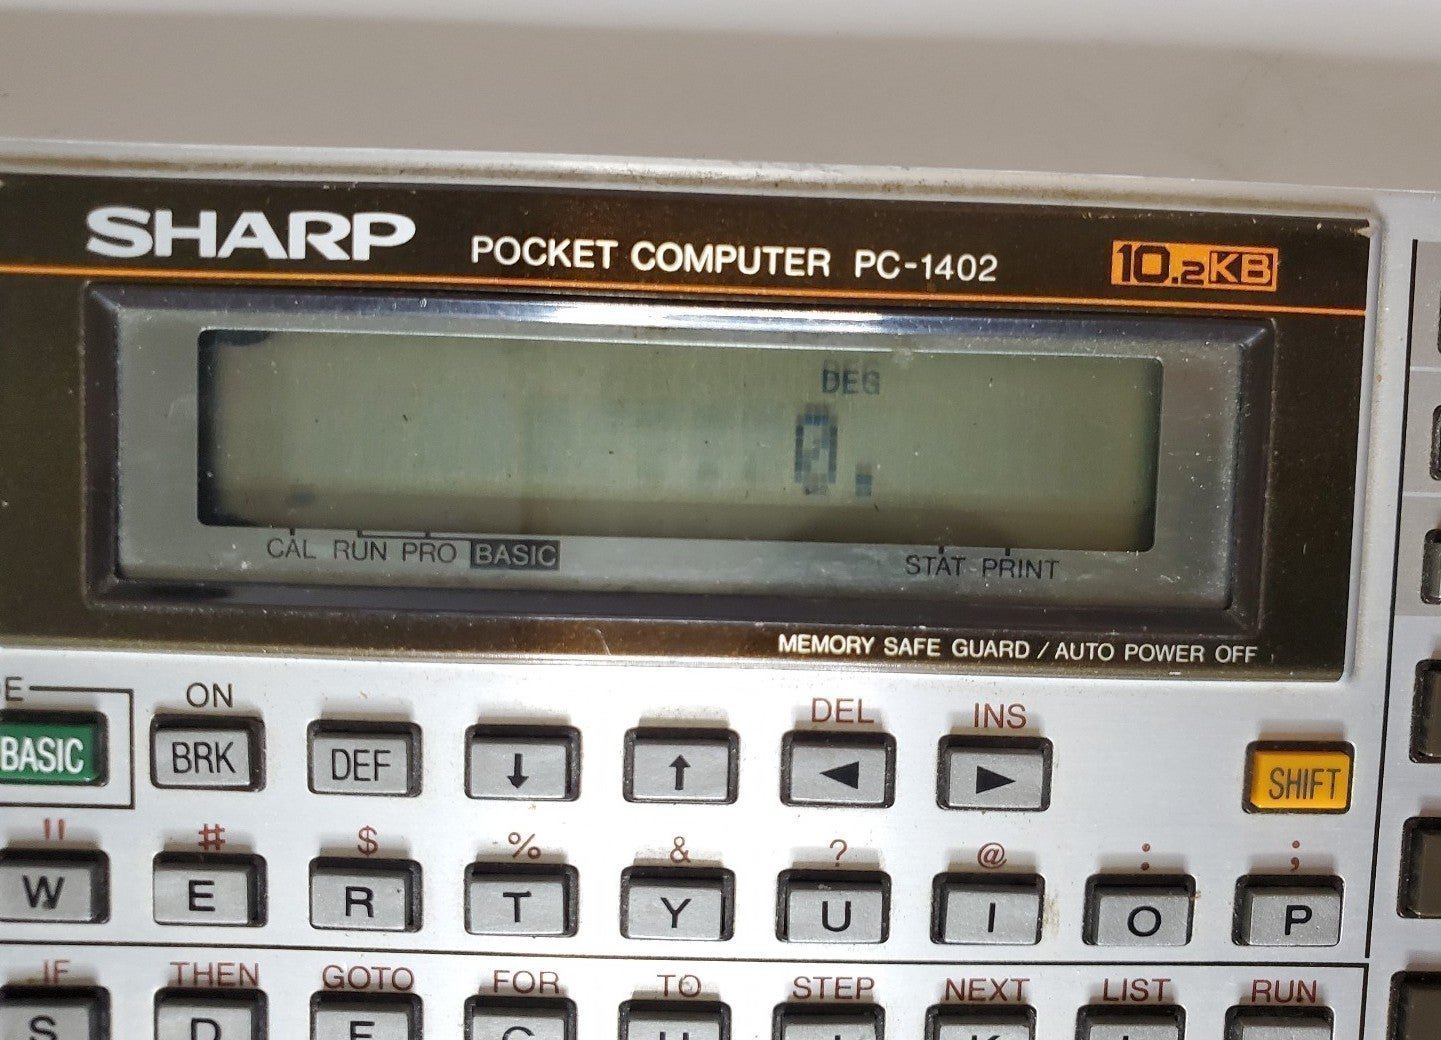 SHARP POCKET COMPUTER PC-1402 10.2KB
DEG
0.
CAL RUN PRO BASIC STAT PRINT
MEMORY SAFE GUARD / AUTO POWER OFF
E ON DEL INS
BASIC BRK DEF ↓ ↑ ◄ ► SHIFT
" # $ % & ? @ : ;
W E R T Y U I O P
IF THEN GOTO FOR TO STEP NEXT LIST RUN
S D F